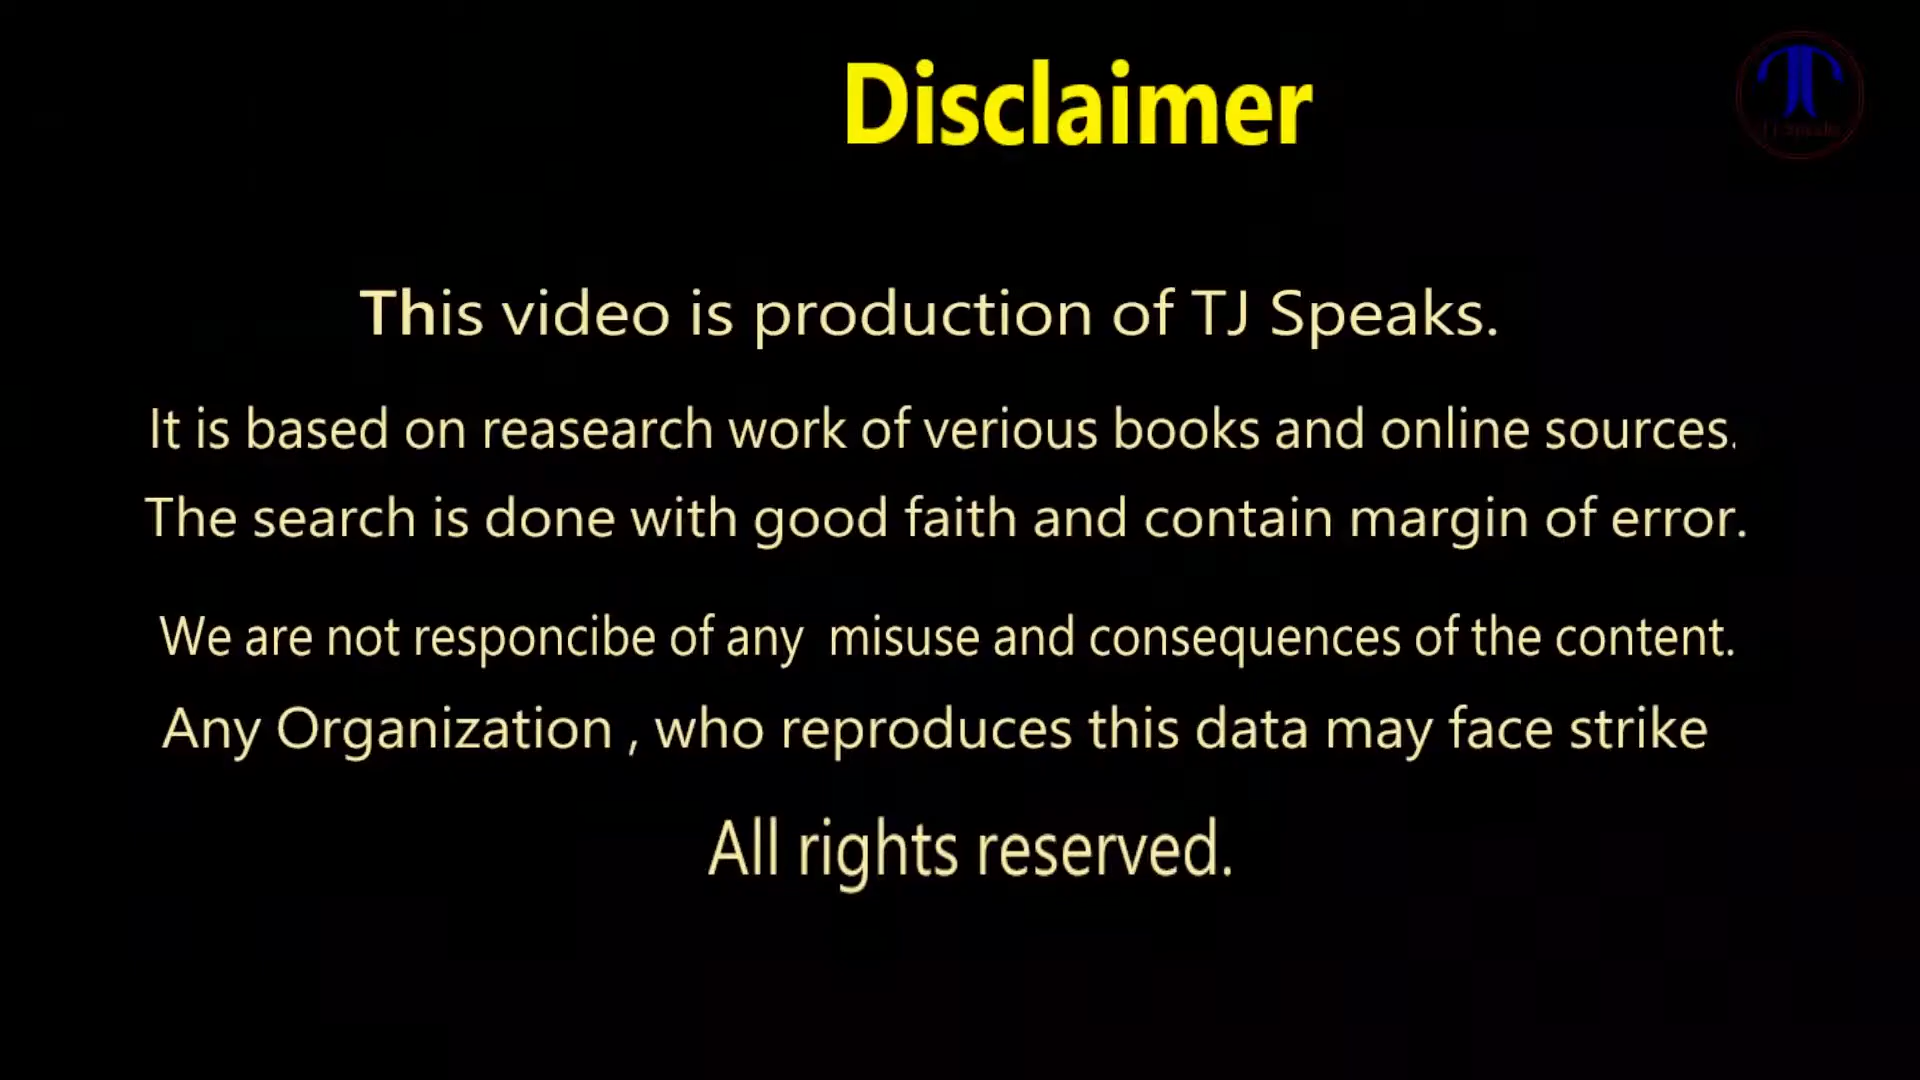 Disclaimer
This video is production of TJ Speaks.
It is based on reasearch work of verious books and online sources.
The search is done with good faith and contain margin of error.
We are not responcibe of any misuse and consequences of the content.
Any Organization , who reproduces this data may face strike
All rights reserved.